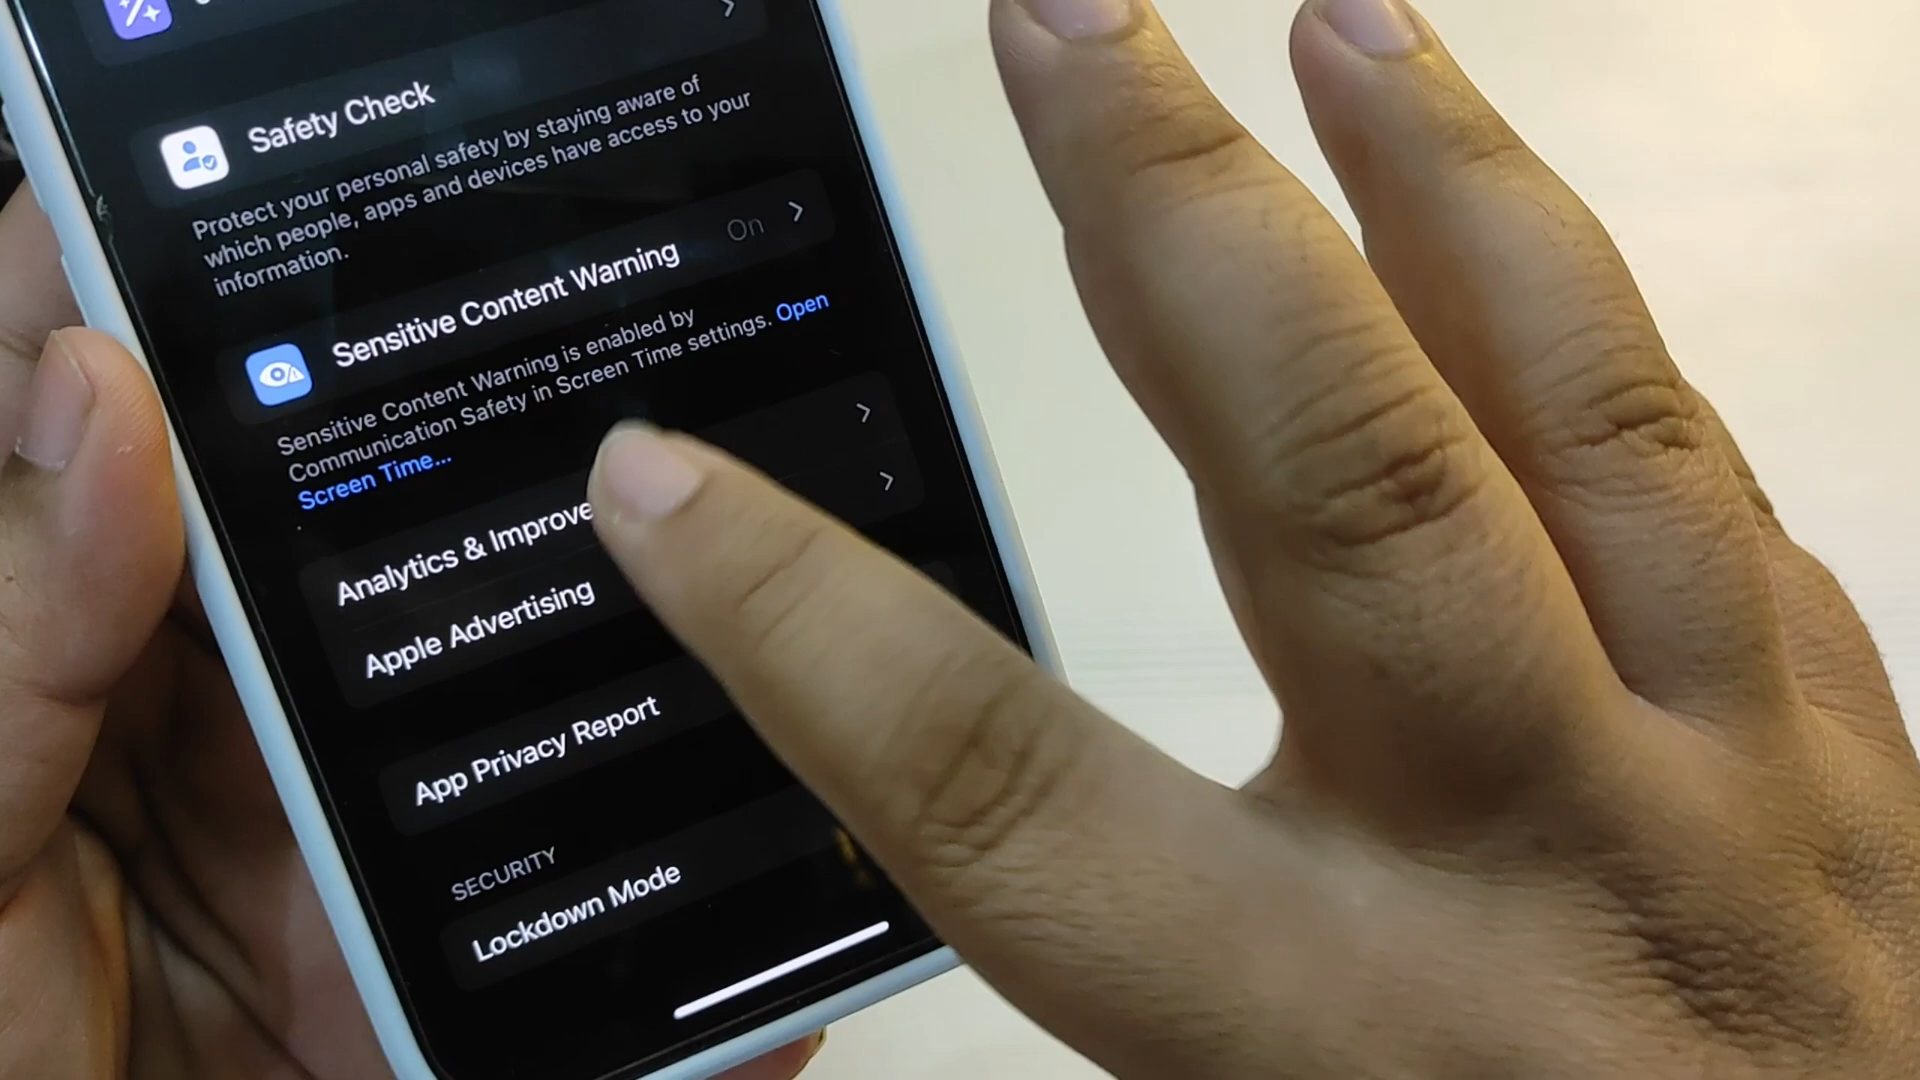 Safety Check
Protect your personal safety by staying aware of
which people, apps and devices have access to your
information.
Sensitive Content Warning On
Sensitive Content Warning is enabled by
Communication Safety in Screen Time settings. Open
Screen Time...
Analytics & Improve
Apple Advertising
App Privacy Report
SECURITY
Lockdown Mode